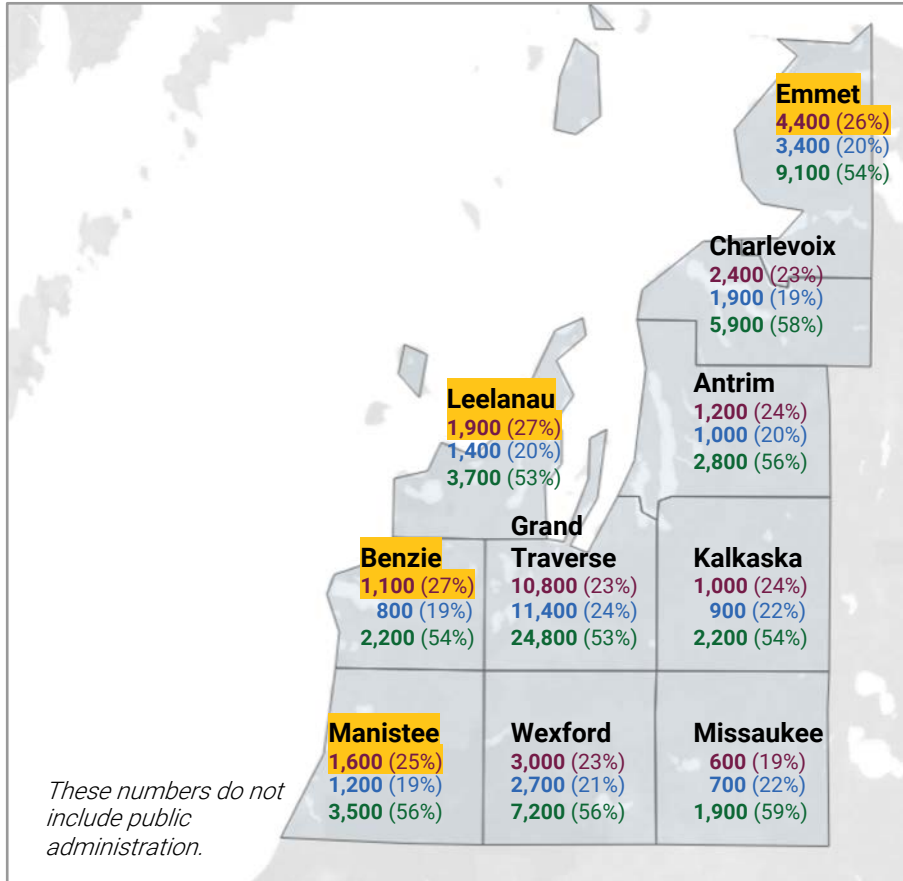 Emmet
4,400 (26%)
3,400 (20%)
9,100 (54%)
Charlevoix
2,400 (23%)
1,900 (19%)
5,900 (58%)
Antrim
1,200 (24%)
1,000 (20%)
2,800 (56%)
Leelanau
1,900 (27%)
1,400 (20%)
3,700 (53%)
Benzie
1,100 (27%)
800 (19%)
2,200 (54%)
Grand
Traverse
10,800 (23%)
11,400 (24%)
24,800 (53%)
Kalkaska
1,000 (24%)
900 (22%)
2,200 (54%)
Manistee
1,600 (25%)
1,200 (19%)
3,500 (56%)
Wexford
3,000 (23%)
2,700 (21%)
7,200 (56%)
Missaukee
600 (19%)
700 (22%)
1,900 (59%)
These numbers do not
include public
administration.